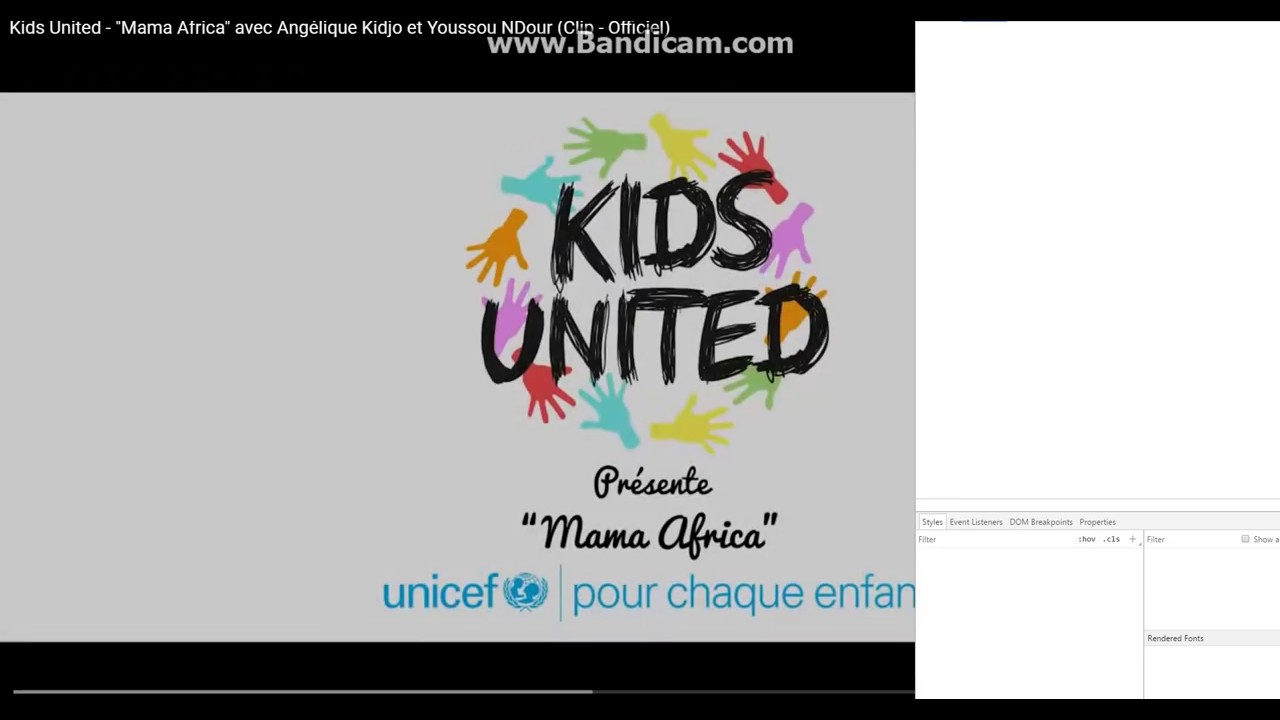 Kids United - "Mama Africa" avec Angélique Kidjo et Youssou NDour (Clip - Officiel)
www.Bandicam.com
KIDS
UNITED
Présente
“Mama Africa”
unicef pour chaque enfan
Styles Event Listeners DOM Breakpoints Properties
Filter :hov .cls + Filter Show a
Rendered Fonts